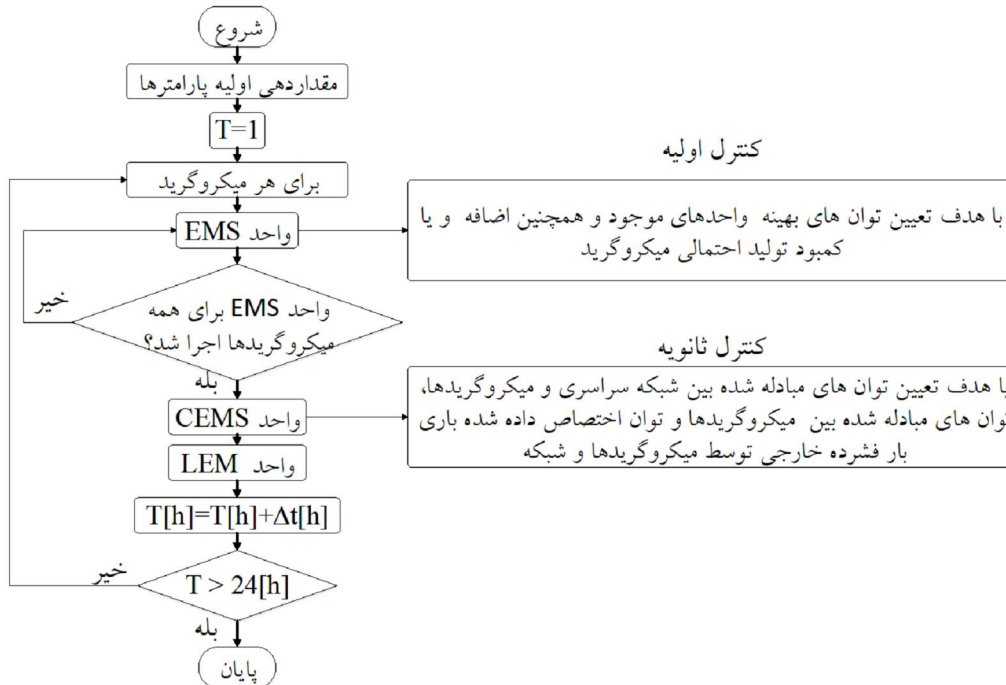 شروع
مقداردهی اولیه پارامترها
T=1
برای هر میکروگرید
واحد EMS
کنترل اولیه
با هدف تعیین توان های بهینه واحدهای موجود و همچنین اضافه و یا
کمبود تولید احتمالی میکروگرید
خیر
واحد EMS برای همه
میکروگریدها اجرا شد؟
بله
واحد CEMS
کنترل ثانویه
با هدف تعیین توان های مبادله شده بین شبکه سراسری و میکروگریدها،
توان های مبادله شده بین میکروگریدها و توان اختصاص داده شده باری
بار فشرده خارجی توسط میکروگریدها و شبکه
واحد LEM
T[h]=T[h]+Δt[h]
خیر
T > 24[h]
بله
پایان